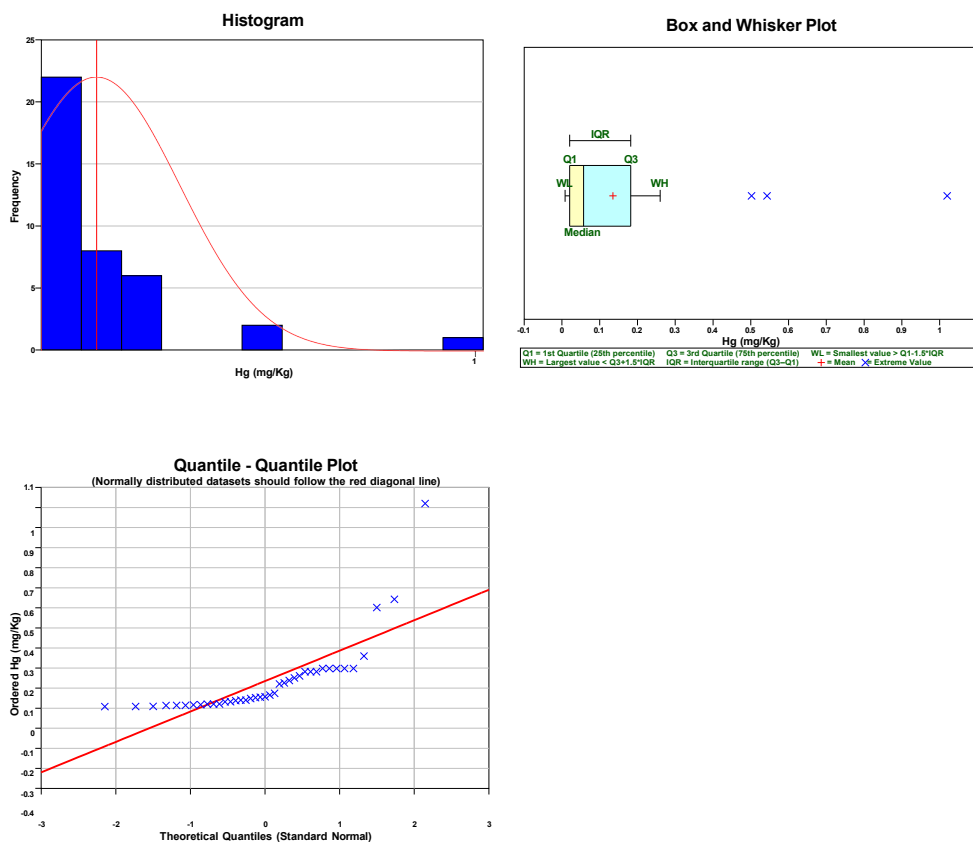 Histogram
25
20
15
10
5
0
Frequency
1
Hg (mg/Kg)
Box and Whisker Plot
IQR
Q1
Q3
WL
WH
Median
-0.1
0
0.1
0.2
0.3
0.4
0.5
0.6
0.7
0.8
0.9
1
Hg (mg/Kg)
Q1 = 1st Quartile (25th percentile) Q3 = 3rd Quartile (75th percentile) WL = Smallest value > Q1-1.5*IQR
WH = Largest value < Q3+1.5*IQR IQR = Interquartile range (Q3–Q1) + = Mean × = Extreme Value
Quantile - Quantile Plot
(Normally distributed datasets should follow the red diagonal line)
1.1
1
0.9
0.8
0.7
0.6
0.5
0.4
0.3
0.2
0.1
0
-0.1
-0.2
-0.3
-0.4
Ordered Hg (mg/Kg)
-3
-2
-1
0
1
2
3
Theoretical Quantiles (Standard Normal)